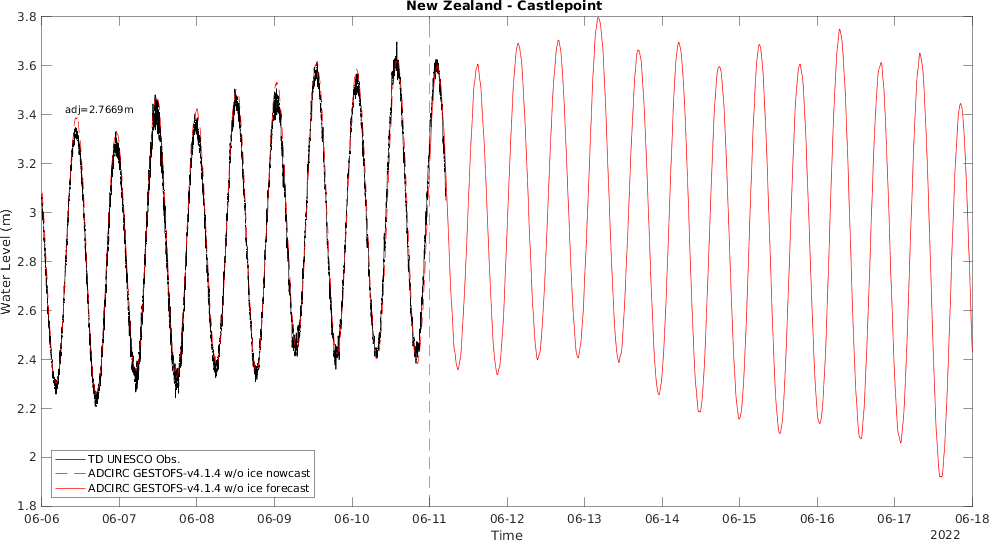 New Zealand - Castlepoint
3.8
3.6
3.4
3.2
3
2.8
2.6
2.4
2.2
2
1.8
Water Level (m)
adj=2.7669m
TD UNESCO Obs.
ADCIRC GESTOFS-v4.1.4 w/o ice nowcast
ADCIRC GESTOFS-v4.1.4 w/o ice forecast
06-06 06-07 06-08 06-09 06-10 06-11 06-12 06-13 06-14 06-15 06-16 06-17 06-18
Time
2022